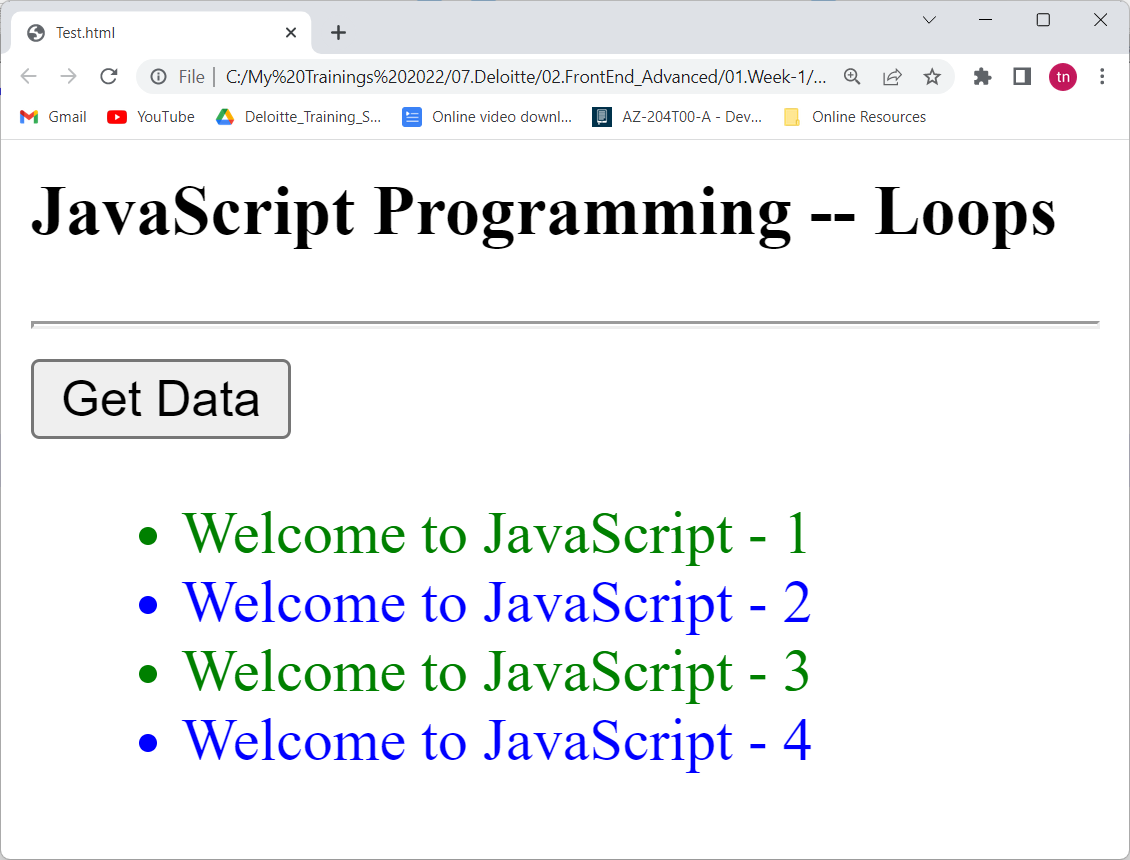 Test.html
File | C:/My%20Trainings%202022/07.Deloitte/02.FrontEnd_Advanced/01.Week-1/... tn
Gmail YouTube Deloitte_Training_S... Online video downl... AZ-204T00-A - Dev... Online Resources
JavaScript Programming -- Loops
Get Data
• Welcome to JavaScript - 1
• Welcome to JavaScript - 2
• Welcome to JavaScript - 3
• Welcome to JavaScript - 4